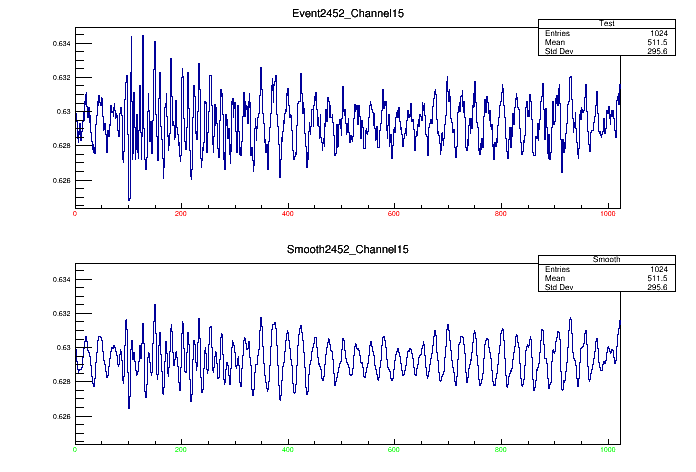 Event2452_Channel15
Test
Entries 1024
Mean 511.5
Std Dev 295.6
0.634
0.632
0.63
0.628
0.626
0 200 400 600 800 1000
Smooth2452_Channel15
Smooth
Entries 1024
Mean 511.5
Std Dev 295.6
0.634
0.632
0.63
0.628
0.626
0 200 400 600 800 1000